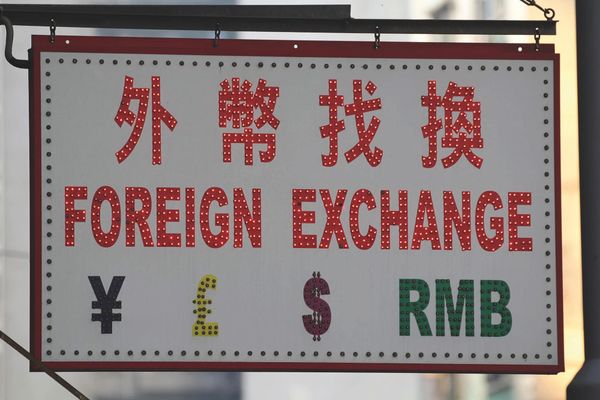 外幣找換
FOREIGN EXCHANGE
¥ £ $ RMB